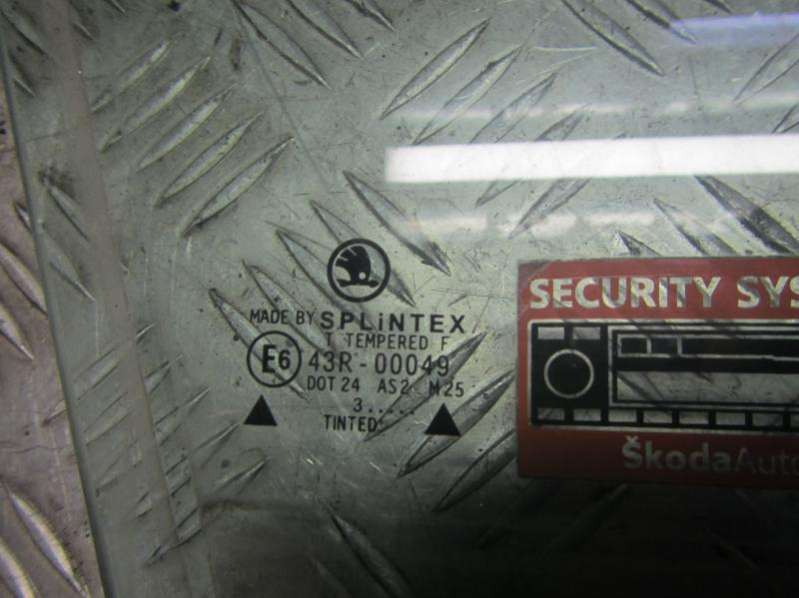 MADE BY SPLiNTEX
T TEMPERED F
E6 43R-00049
DOT 24 AS2 M25
3.....
TINTED
SECURITY SYS
ŠkodaAuto